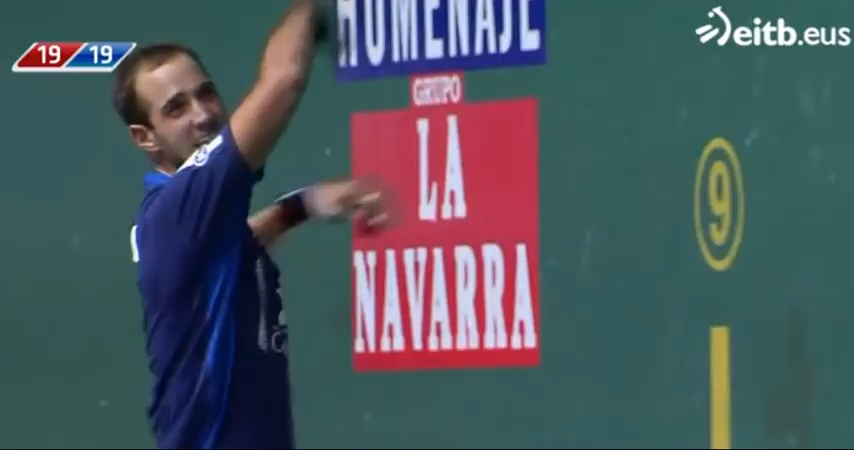 19 19
eitb.eus
HOMENAJE
GRUPO
LA
NAVARRA
9